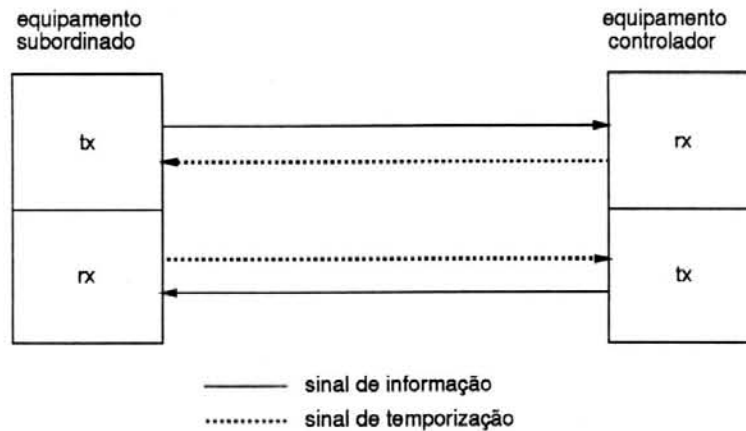 equipamento
subordinado
equipamento
controlador
tx
rx
rx
tx
sinal de informação
sinal de temporização